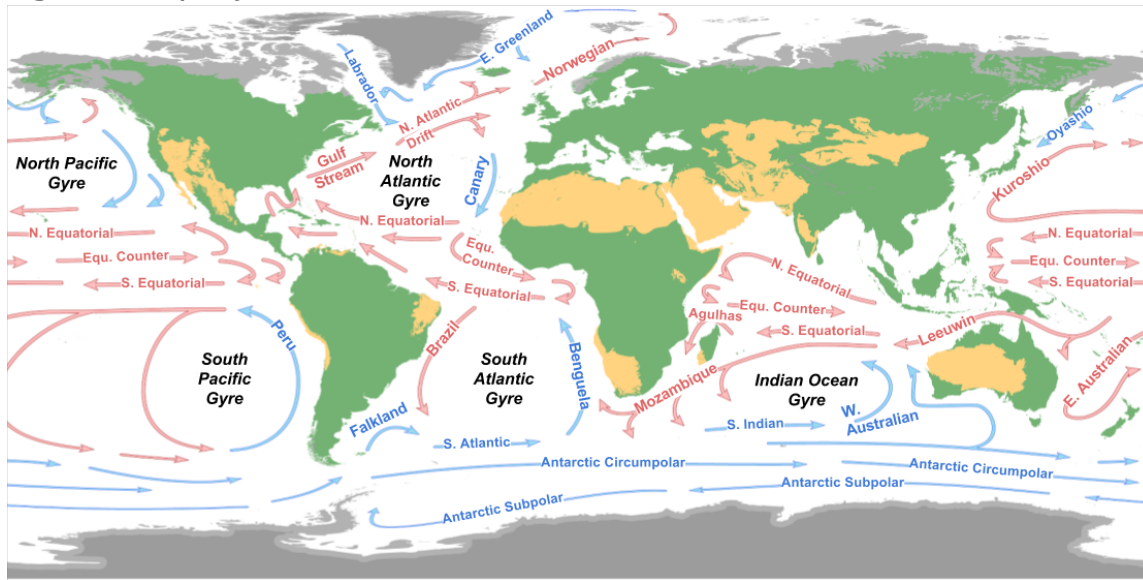 E. Greenland
Norwegian
Labrador
N. Atlantic
Drift
Oyashio
North Pacific
Gyre
Gulf
Stream
North
Atlantic
Gyre
Canary
Kuroshio
N. Equatorial
N. Equatorial
N. Equatorial
Equ. Counter
Equ.
Counter
N. Equatorial
Equ. Counter
S. Equatorial
S. Equatorial
S. Equatorial
Equ. Counter
Agulhas
S. Equatorial
Leeuwin
Peru
Brazil
South
Pacific
Gyre
South
Atlantic
Gyre
Benguela
Mozambique
Indian Ocean
Gyre
E. Australian
Falkland
S. Atlantic
S. Indian
W.
Australian
Antarctic Circumpolar
Antarctic Circumpolar
Antarctic Subpolar
Antarctic Subpolar